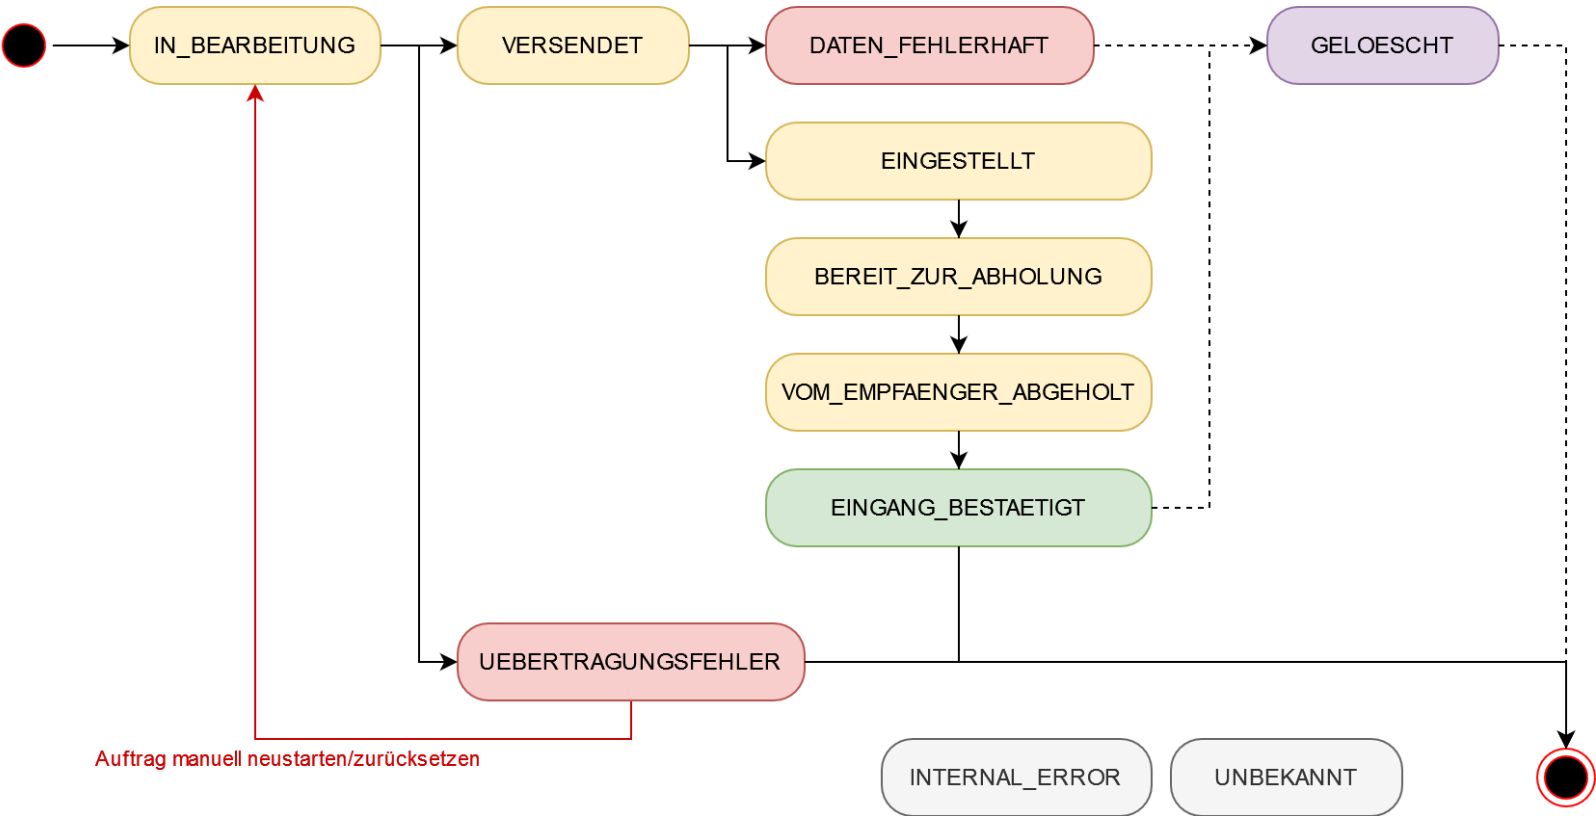 IN_BEARBEITUNG
VERSENDET
DATEN_FEHLERHAFT
GELOESCHT
EINGESTELLT
BEREIT_ZUR_ABHOLUNG
VOM_EMPFAENGER_ABGEHOLT
EINGANG_BESTAETIGT
UEBERTRAGUNGSFEHLER
Auftrag manuell neustarten/zurücksetzen
INTERNAL_ERROR
UNBEKANNT